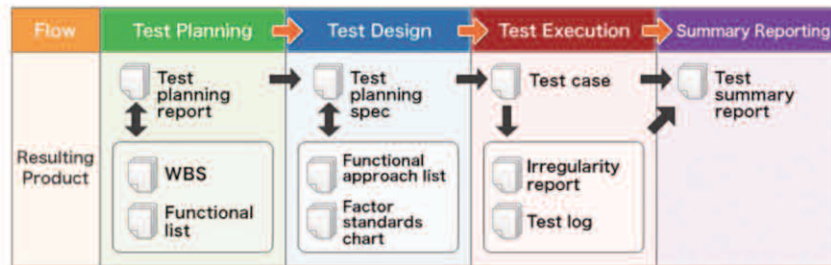 Flow
Test Planning
Test Design
Test Execution
Summary Reporting
Resulting
Product
Test
planning
report
WBS
Functional
list
Test
planning
spec
Functional
approach list
Factor
standards
chart
Test case
Irregularity
report
Test log
Test
summary
report